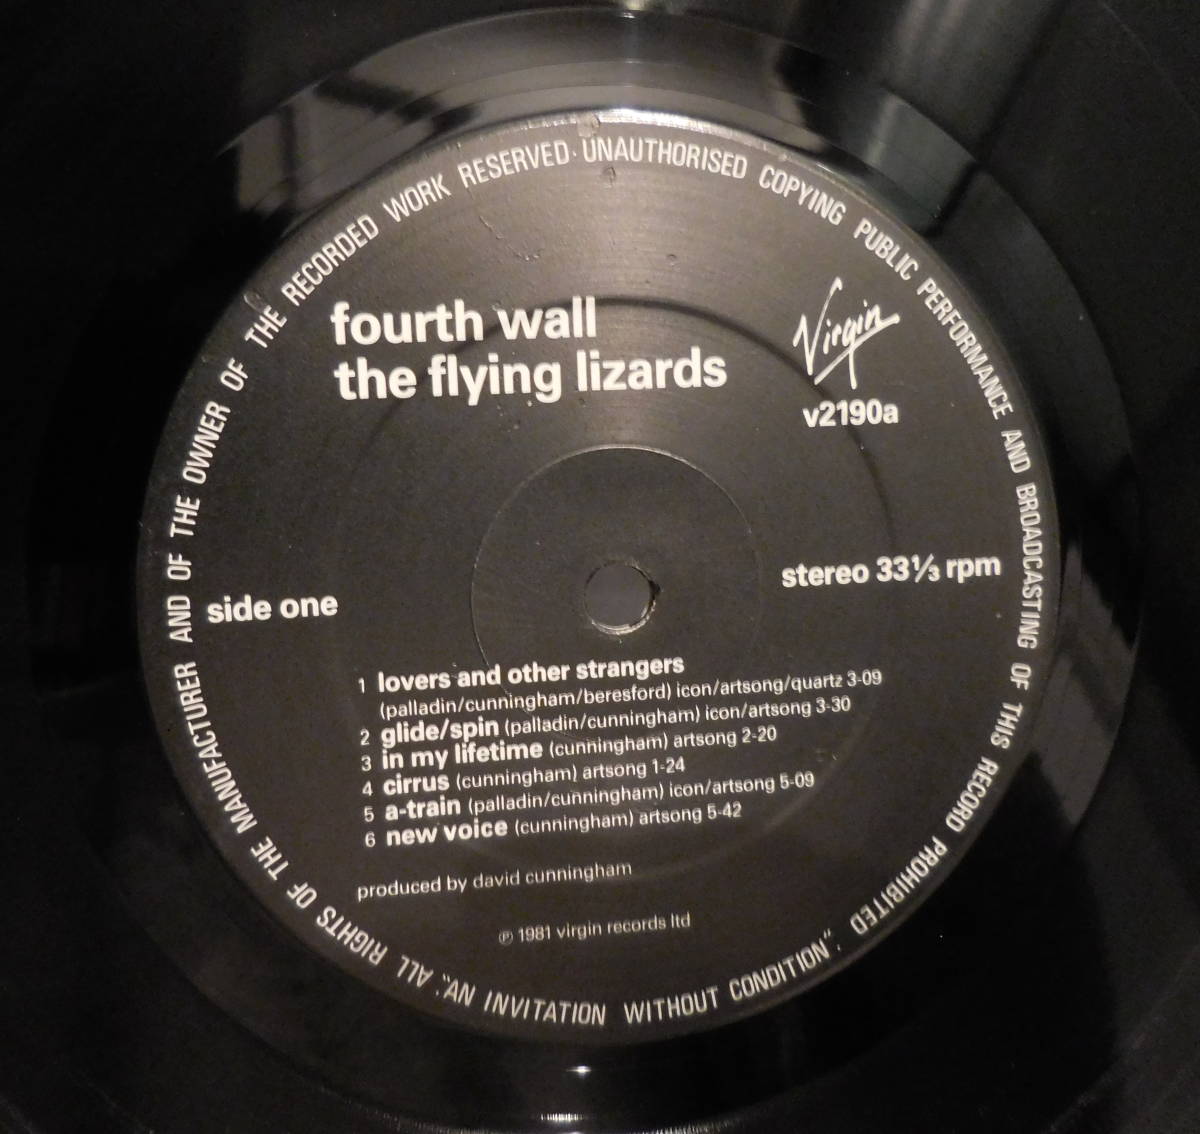 fourth wall
the flying lizards
Virgin
v2190a
stereo 33⅓ rpm
side one
1 lovers and other strangers
(palladin/cunningham/beresford) icon/artsong/quartz 3-09
2 glide/spin (palladin/cunningham) icon/artsong 3-30
3 in my lifetime (cunningham) artsong 2-20
4 cirrus (cunningham) artsong 1-24
5 a-train (palladin/cunningham) icon/artsong 5-09
6 new voice (cunningham) artsong 5-42
produced by david cunningham
℗ 1981 virgin records ltd
ALL RIGHTS OF THE MANUFACTURER AND OF THE OWNER OF THE RECORDED WORK RESERVED · UNAUTHORISED COPYING PUBLIC PERFORMANCE AND BROADCASTING OF THIS RECORD PROHIBITED · "AN INVITATION WITHOUT CONDITION" ·